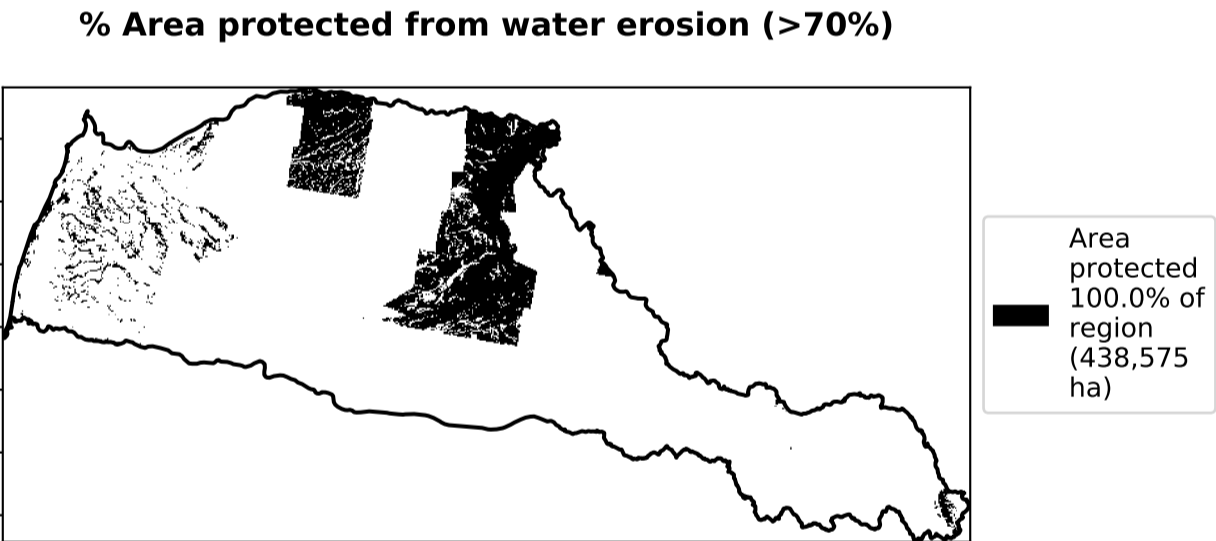 % Area protected from water erosion (>70%)
Area
protected
100.0% of
region
(438,575
ha)